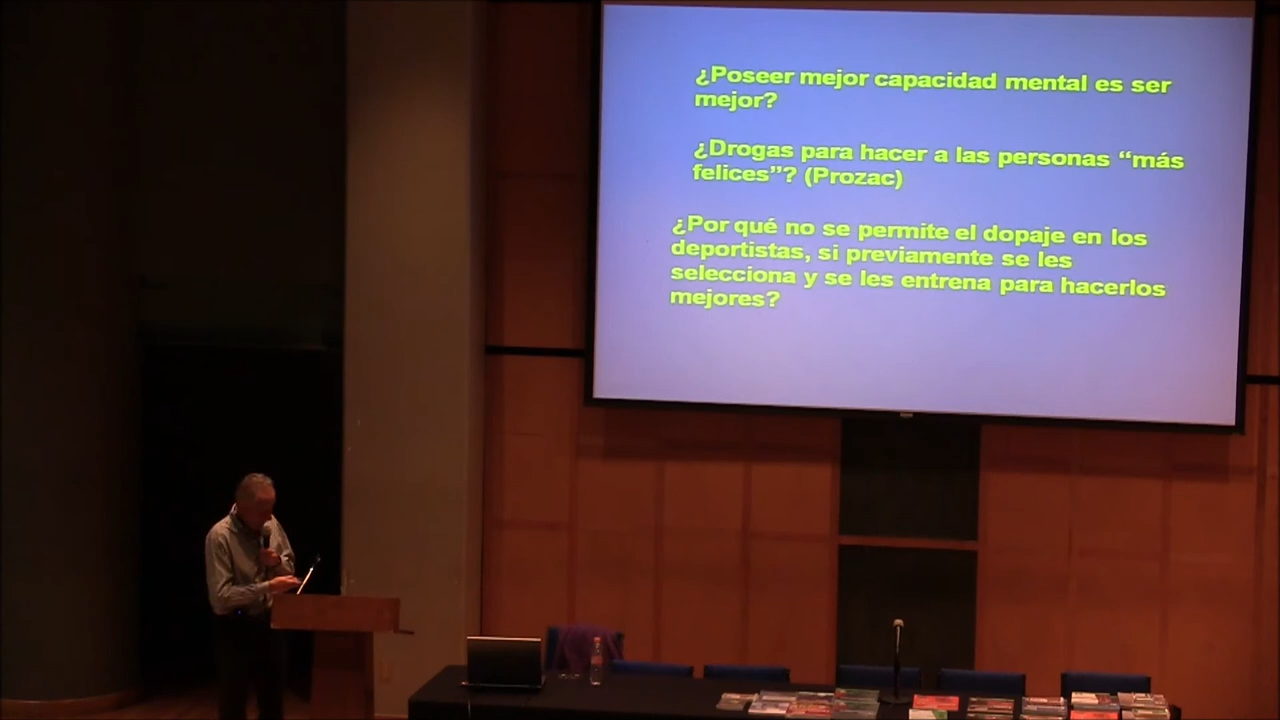 ¿Poseer mejor capacidad mental es ser
mejor?
¿Drogas para hacer a las personas “más
felices”? (Prozac)
¿Por qué no se permite el dopaje en los
deportistas, si previamente se les
selecciona y se les entrena para hacerlos
mejores?